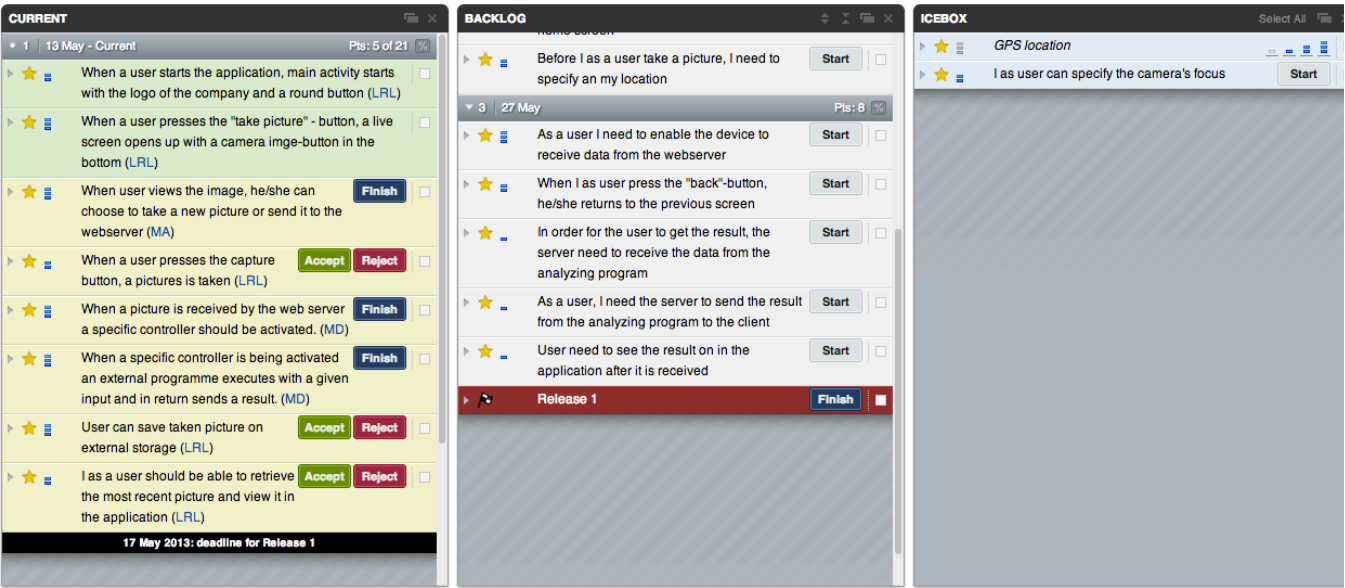 CURRENT
1 13 May - Current Pts: 5 of 21 %
When a user starts the application, main activity starts
with the logo of the company and a round button (LRL)
When a user presses the "take picture" - button, a live
screen opens up with a camera imge-button in the
bottom (LRL)
When user views the image, he/she can Finish
choose to take a new picture or send it to the
webserver (MA)
When a user presses the capture Accept Reject
button, a pictures is taken (LRL)
When a picture is received by the web server Finish
a specific controller should be activated. (MD)
When a specific controller is being activated Finish
an external programme executes with a given
input and in return sends a result. (MD)
User can save taken picture on Accept Reject
external storage (LRL)
I as a user should be able to retrieve Accept Reject
the most recent picture and view it in
the application (LRL)
17 May 2013: deadline for Release 1
BACKLOG
home screen
Before I as a user take a picture, I need to Start
specify an my location
3 27 May Pts: 8 %
As a user I need to enable the device to Start
receive data from the webserver
When I as user press the "back"-button, Start
he/she returns to the previous screen
In order for the user to get the result, the Start
server need to receive the data from the
analyzing program
As a user, I need the server to send the result Start
from the analyzing program to the client
User need to see the result on in the Start
application after it is received
Release 1 Finish
ICEBOX Select All
GPS location
I as user can specify the camera's focus Start